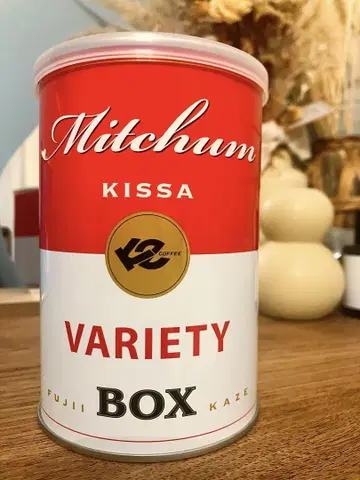 Mitchum
KISSA
COFFEE
VARIETY
FUJII BOX KAZE